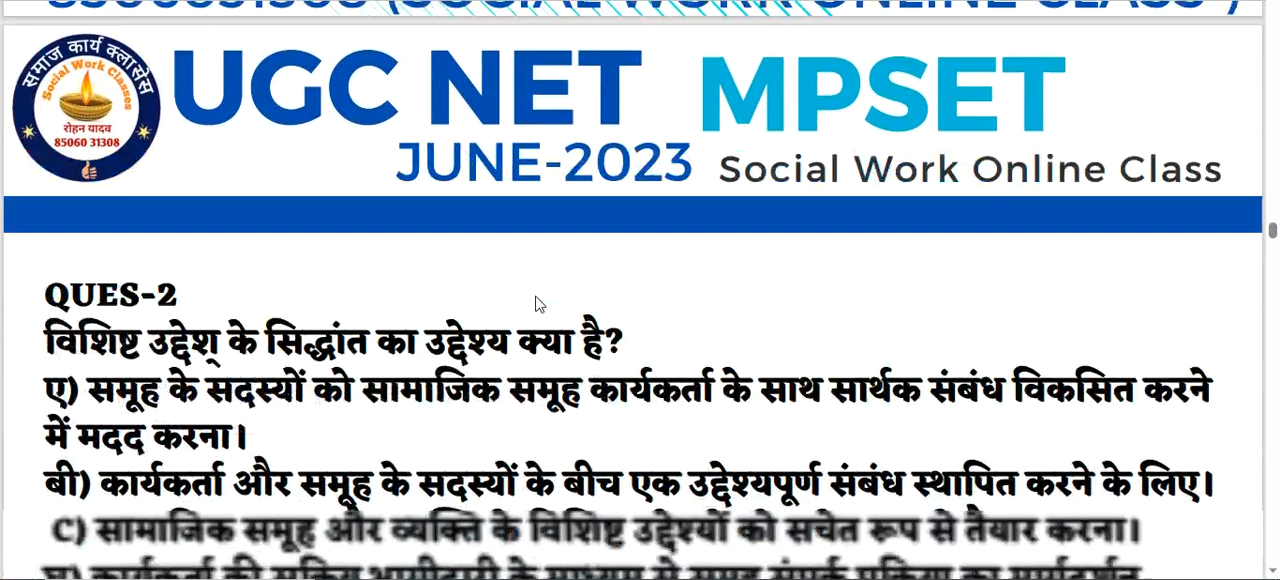 समाज कार्य क्लासेस
Social Work Classes
रोहन यादव
85060 31308
UGC NET MPSET
JUNE-2023 Social Work Online Class
QUES-2
विशिष्ट उद्देश् के सिद्धांत का उद्देश्य क्या है?
ए) समूह के सदस्यों को सामाजिक समूह कार्यकर्ता के साथ सार्थक संबंध विकसित करने
में मदद करना।
बी) कार्यकर्ता और समूह के सदस्यों के बीच एक उद्देश्यपूर्ण संबंध स्थापित करने के लिए।
C) सामाजिक समूह और व्यक्ति के विशिष्ट उद्देश्यों को सचेत रूप से तैयार करना।